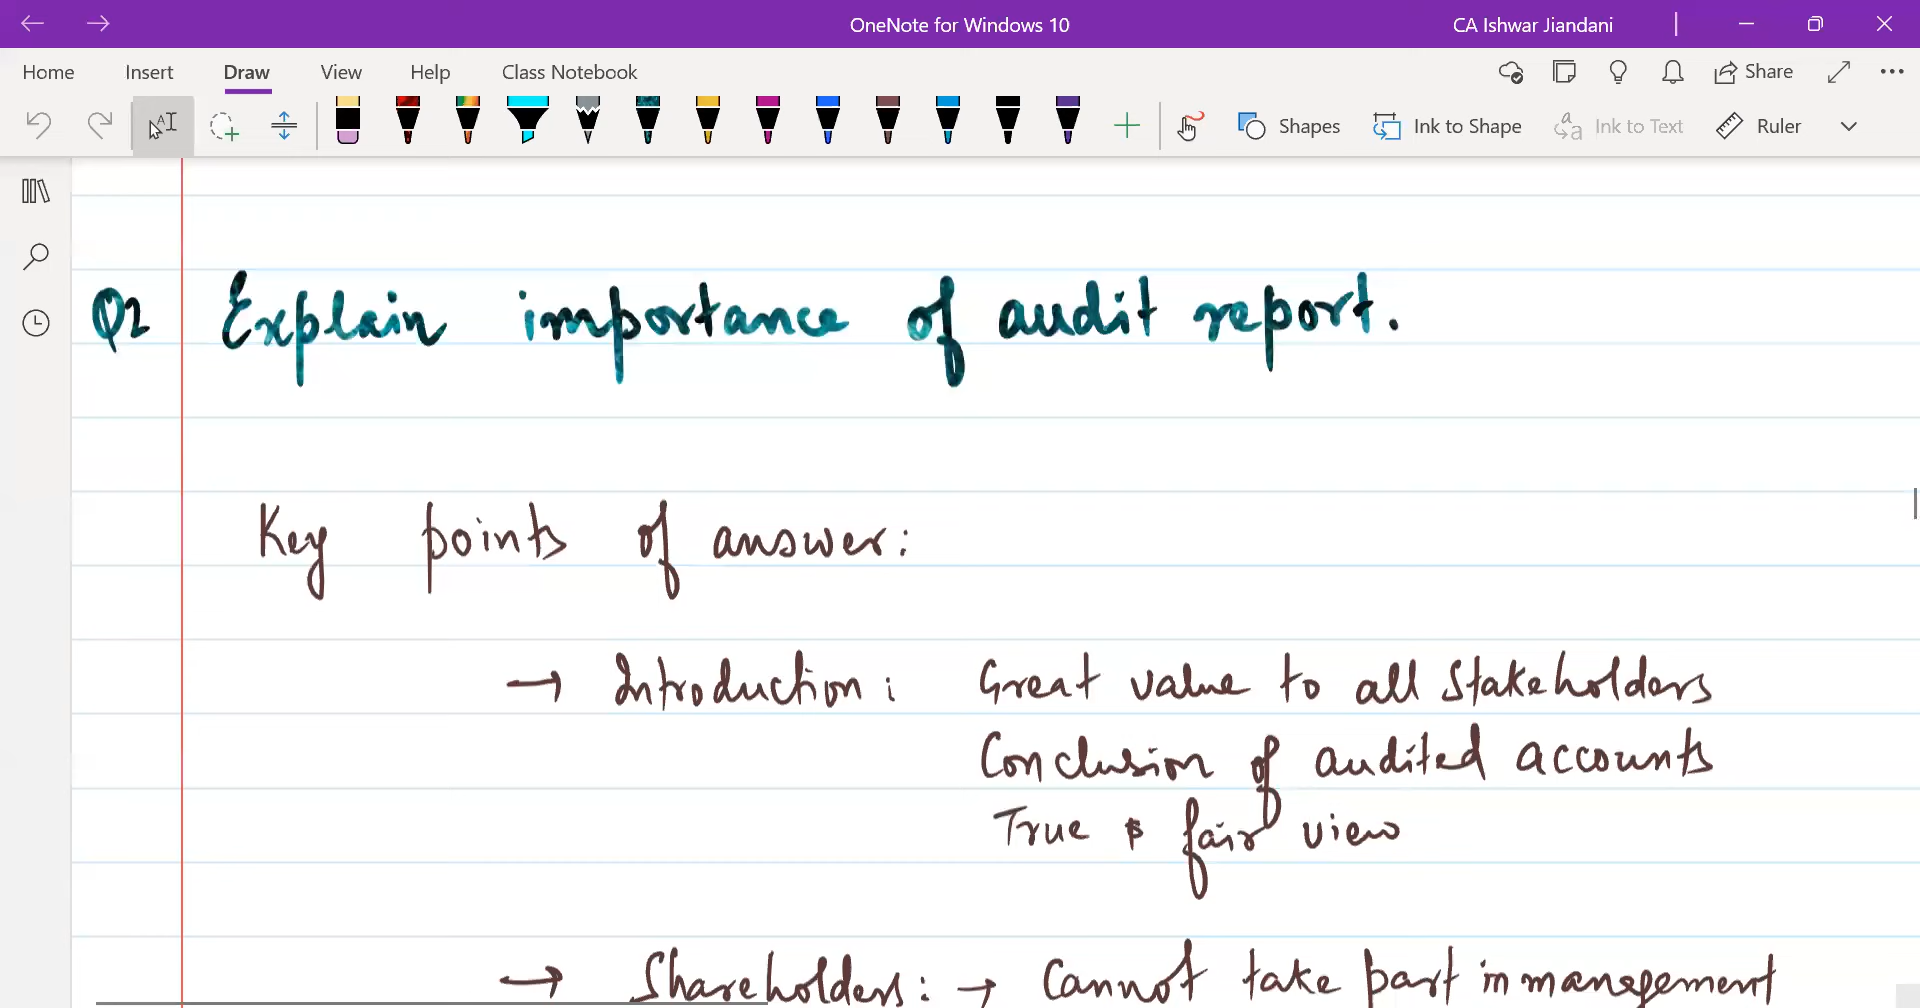 OneNote for Windows 10
CA Ishwar Jiandani
Home Insert Draw View Help Class Notebook
Share
Shapes Ink to Shape Ink to Text Ruler
Q2 Explain importance of audit report.
Key points of answer:
→ Introduction: Great value to all stakeholders
Conclusion of audited accounts
True & fair view
→ Shareholders: → Cannot take part in management